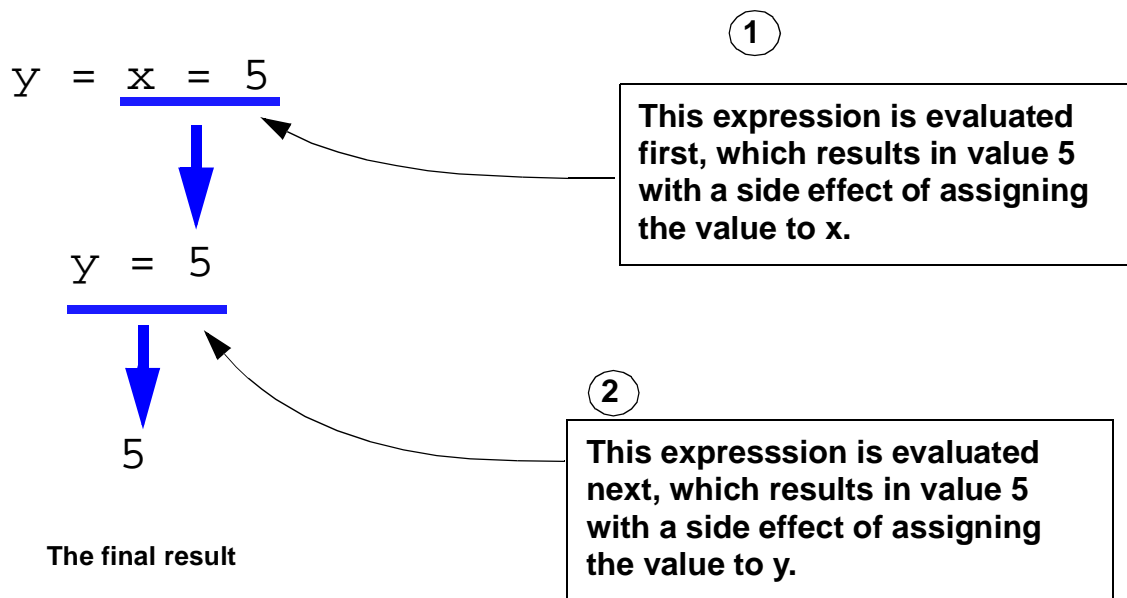 1
y = x = 5
This expression is evaluated
first, which results in value 5
with a side effect of assigning
the value to x.
y = 5
2
5
This expresssion is evaluated
next, which results in value 5
with a side effect of assigning
the value to y.
The final result